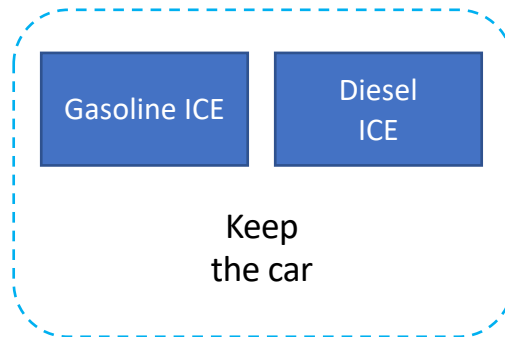 Gasoline ICE
Diesel
ICE
Keep
the car